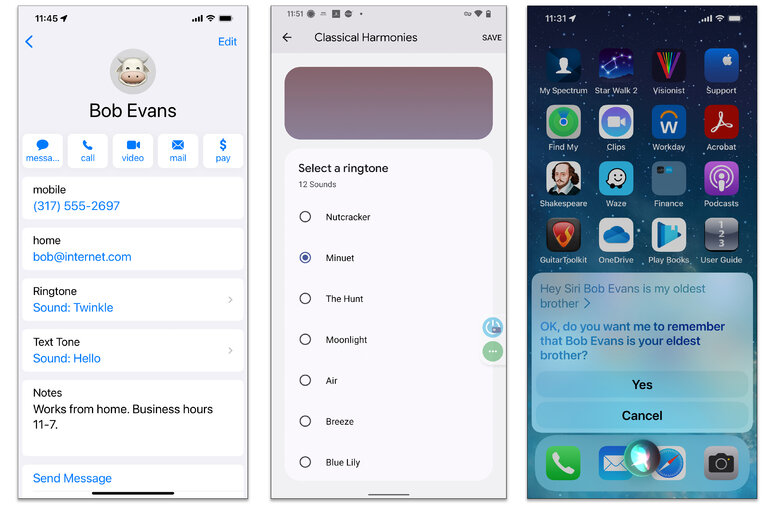 11:45
Edit
Bob Evans
messa...
call
video
mail
$
pay
mobile
(317) 555-2697
home
bob@internet.com
Ringtone
Sound: Twinkle
Text Tone
Sound: Hello
Notes
Works from home. Business hours
11-7.
Send Message
11:51
Classical Harmonies
SAVE
Select a ringtone
12 Sounds
Nutcracker
Minuet
The Hunt
Moonlight
Air
Breeze
Blue Lily
11:31
My Spectrum
Star Walk 2
Visionist
Support
Find My
Clips
Workday
Acrobat
Shakespeare
Waze
Finance
Podcasts
GuitarToolkit
OneDrive
Play Books
1
2
3
User Guide
Hey Siri Bob Evans is my oldest
brother >
OK, do you want me to remember
that Bob Evans is your eldest
brother?
Yes
Cancel